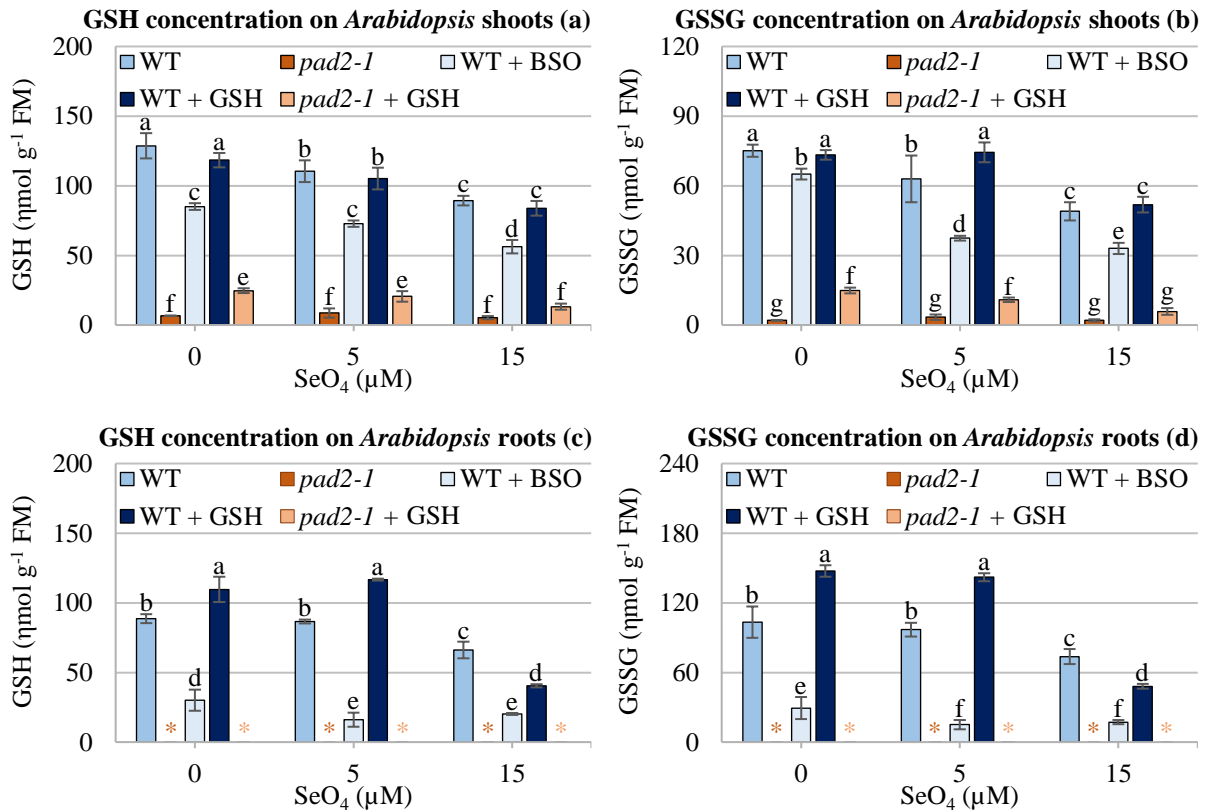 GSH concentration on Arabidopsis shoots (a)
200
150
100
50
0
GSH (ηmol g⁻¹ FM)
WT
pad2-1
WT + BSO
WT + GSH
pad2-1 + GSH
a
f
c
a
e
b
f
c
b
e
c
f
d
c
f
0
5
15
SeO₄ (µM)
GSSG concentration on Arabidopsis shoots (b)
120
90
60
30
0
GSSG (ηmol g⁻¹ FM)
WT
pad2-1
WT + BSO
WT + GSH
pad2-1 + GSH
a
g
b
a
f
b
g
d
a
f
c
g
e
c
g
0
5
15
SeO₄ (µM)
GSH concentration on Arabidopsis roots (c)
200
150
100
50
0
GSH (ηmol g⁻¹ FM)
WT
pad2-1
WT + BSO
WT + GSH
pad2-1 + GSH
b
*
d
a
*
b
*
e
a
*
c
*
e
d
*
0
5
15
SeO₄ (µM)
GSSG concentration on Arabidopsis roots (d)
240
180
120
60
0
GSSG (ηmol g⁻¹ FM)
WT
pad2-1
WT + BSO
WT + GSH
pad2-1 + GSH
b
*
e
a
*
b
*
f
a
*
c
*
f
d
*
0
5
15
SeO₄ (µM)